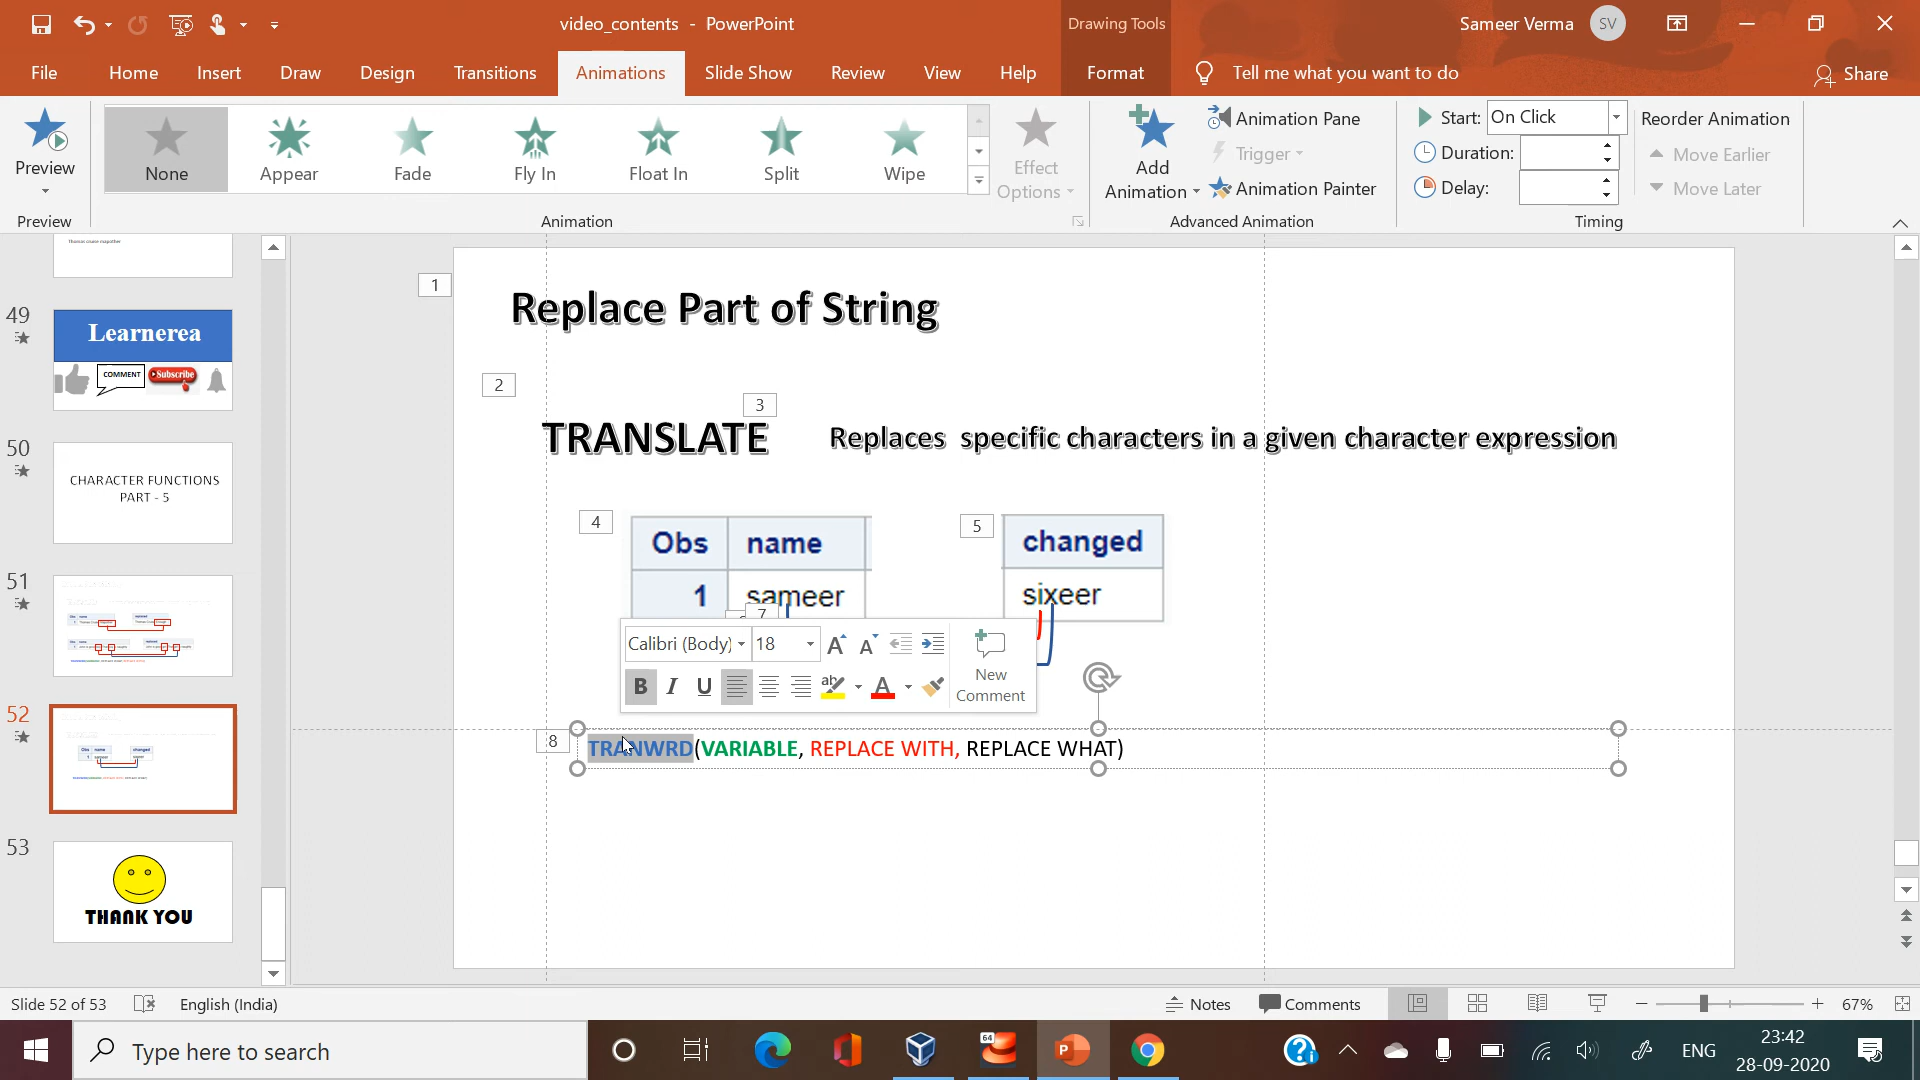 video_contents - PowerPoint
Drawing Tools
Sameer Verma
SV
File
Home
Insert
Draw
Design
Transitions
Animations
Slide Show
Review
View
Help
Format
Tell me what you want to do
Share
Preview
None
Appear
Fade
Fly In
Float In
Split
Wipe
Effect
Options
Add
Animation
Animation Pane
Trigger
Animation Painter
Start:
On Click
Duration:
Delay:
Reorder Animation
Move Earlier
Move Later
Preview
Animation
Advanced Animation
Timing
Thomas cruise mapother
49
Learnerea
COMMENT
Subscribe
50
CHARACTER FUNCTIONS
PART - 5
51
52
53
THANK YOU
1
Replace Part of String
2
3
TRANSLATE
Replaces specific characters in a given character expression
4
Obs name
1 sameer
5
changed
sixeer
7
Calibri (Body)
18
New
Comment
8
TRANWRD(VARIABLE, REPLACE WITH, REPLACE WHAT)
Slide 52 of 53
English (India)
Notes
Comments
67%
Type here to search
64
ENG
23:42
28-09-2020